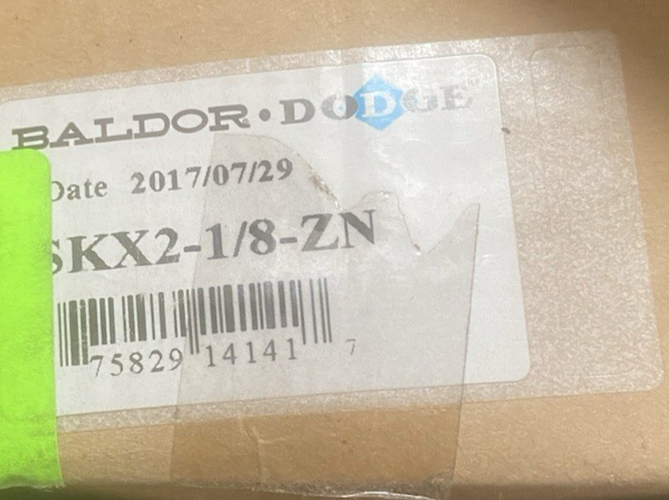 BALDOR • DODGE
Date 2017/07/29
SKX2-1/8-ZN
75829 14141 7